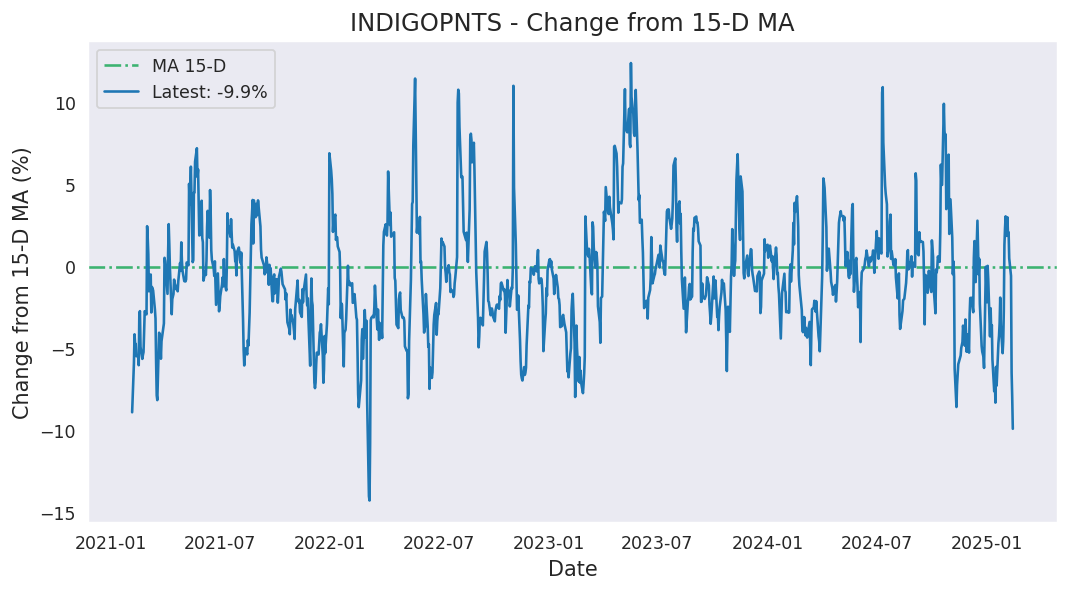 INDIGOPNTS - Change from 15-D MA
MA 15-D
Latest: -9.9%
Change from 15-D MA (%)
10
5
0
−5
−10
−15
2021-01 2021-07 2022-01 2022-07 2023-01 2023-07 2024-01 2024-07 2025-01
Date